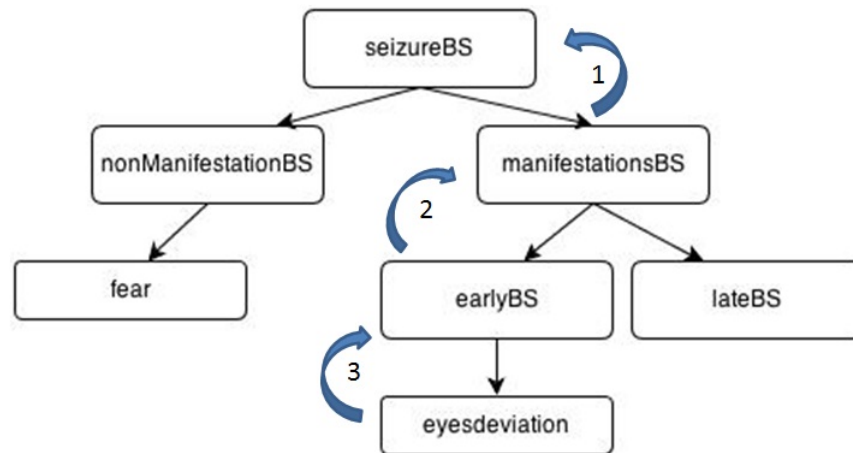 seizureBS
1
nonManifestationBS
manifestationsBS
2
fear
earlyBS
lateBS
3
eyesdeviation